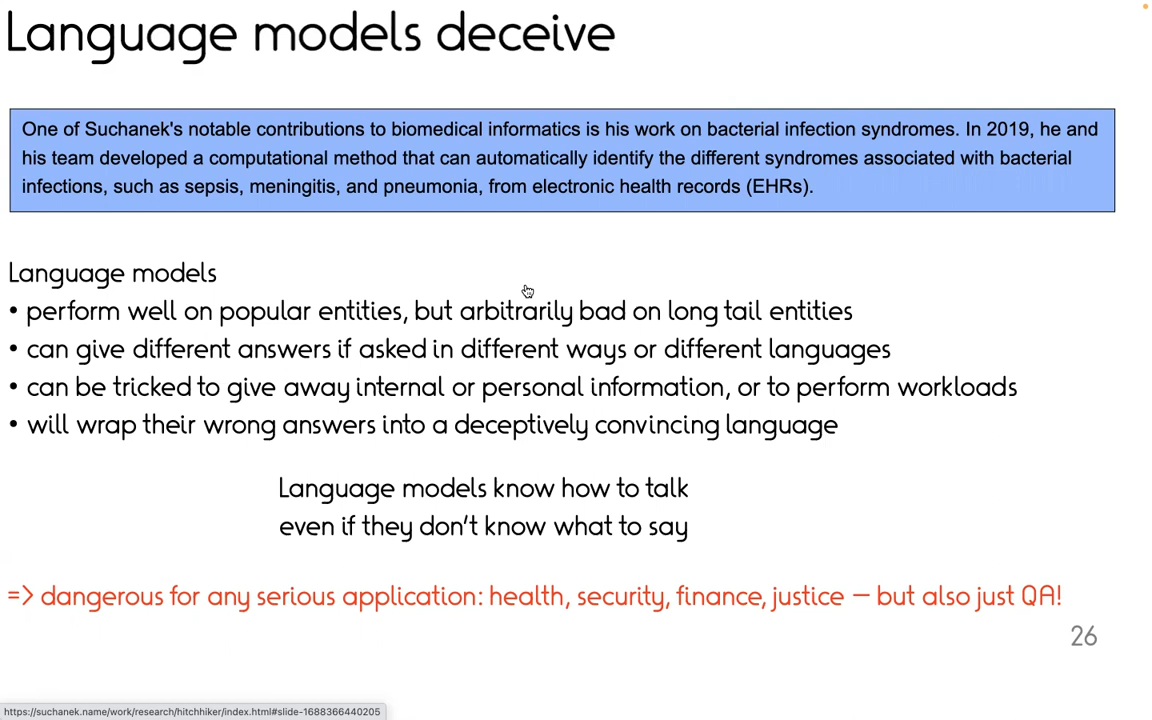 Language models deceive
One of Suchanek's notable contributions to biomedical informatics is his work on bacterial infection syndromes. In 2019, he and
his team developed a computational method that can automatically identify the different syndromes associated with bacterial
infections, such as sepsis, meningitis, and pneumonia, from electronic health records (EHRs).
Language models
• perform well on popular entities, but arbitrarily bad on long tail entities
• can give different answers if asked in different ways or different languages
• can be tricked to give away internal or personal information, or to perform workloads
• will wrap their wrong answers into a deceptively convincing language
Language models know how to talk
even if they don't know what to say
=> dangerous for any serious application: health, security, finance, justice – but also just QA!
26
https://suchanek.name/work/research/hitchhiker/index.html#slide-1688366440205